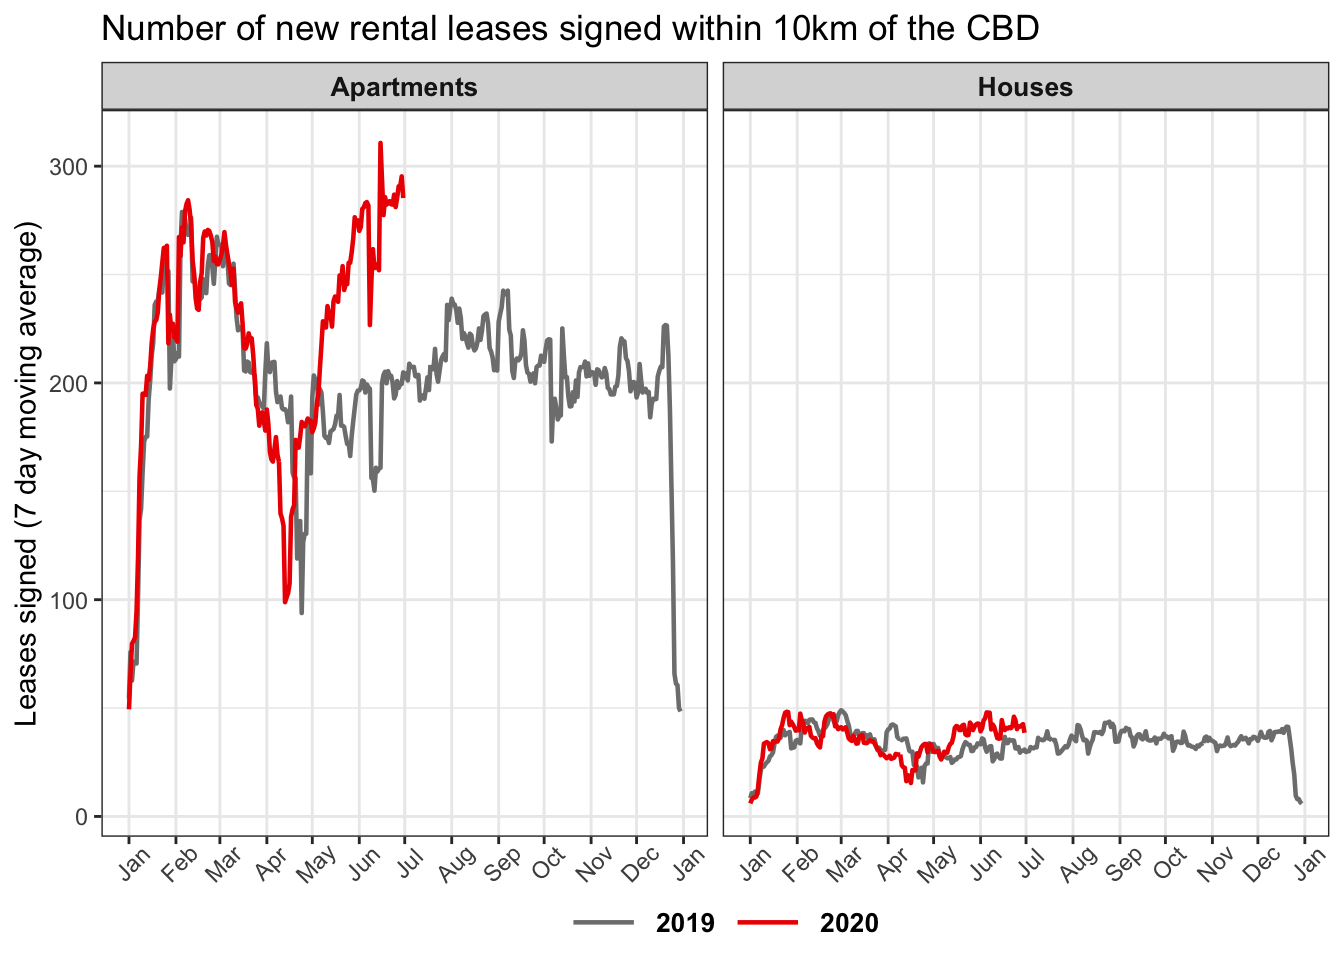 Number of new rental leases signed within 10km of the CBD
Apartments
Houses
Leases signed (7 day moving average)
300
200
100
0
Jan Feb Mar Apr May Jun Jul Aug Sep Oct Nov Dec Jan
Jan Feb Mar Apr May Jun Jul Aug Sep Oct Nov Dec Jan
2019 2020